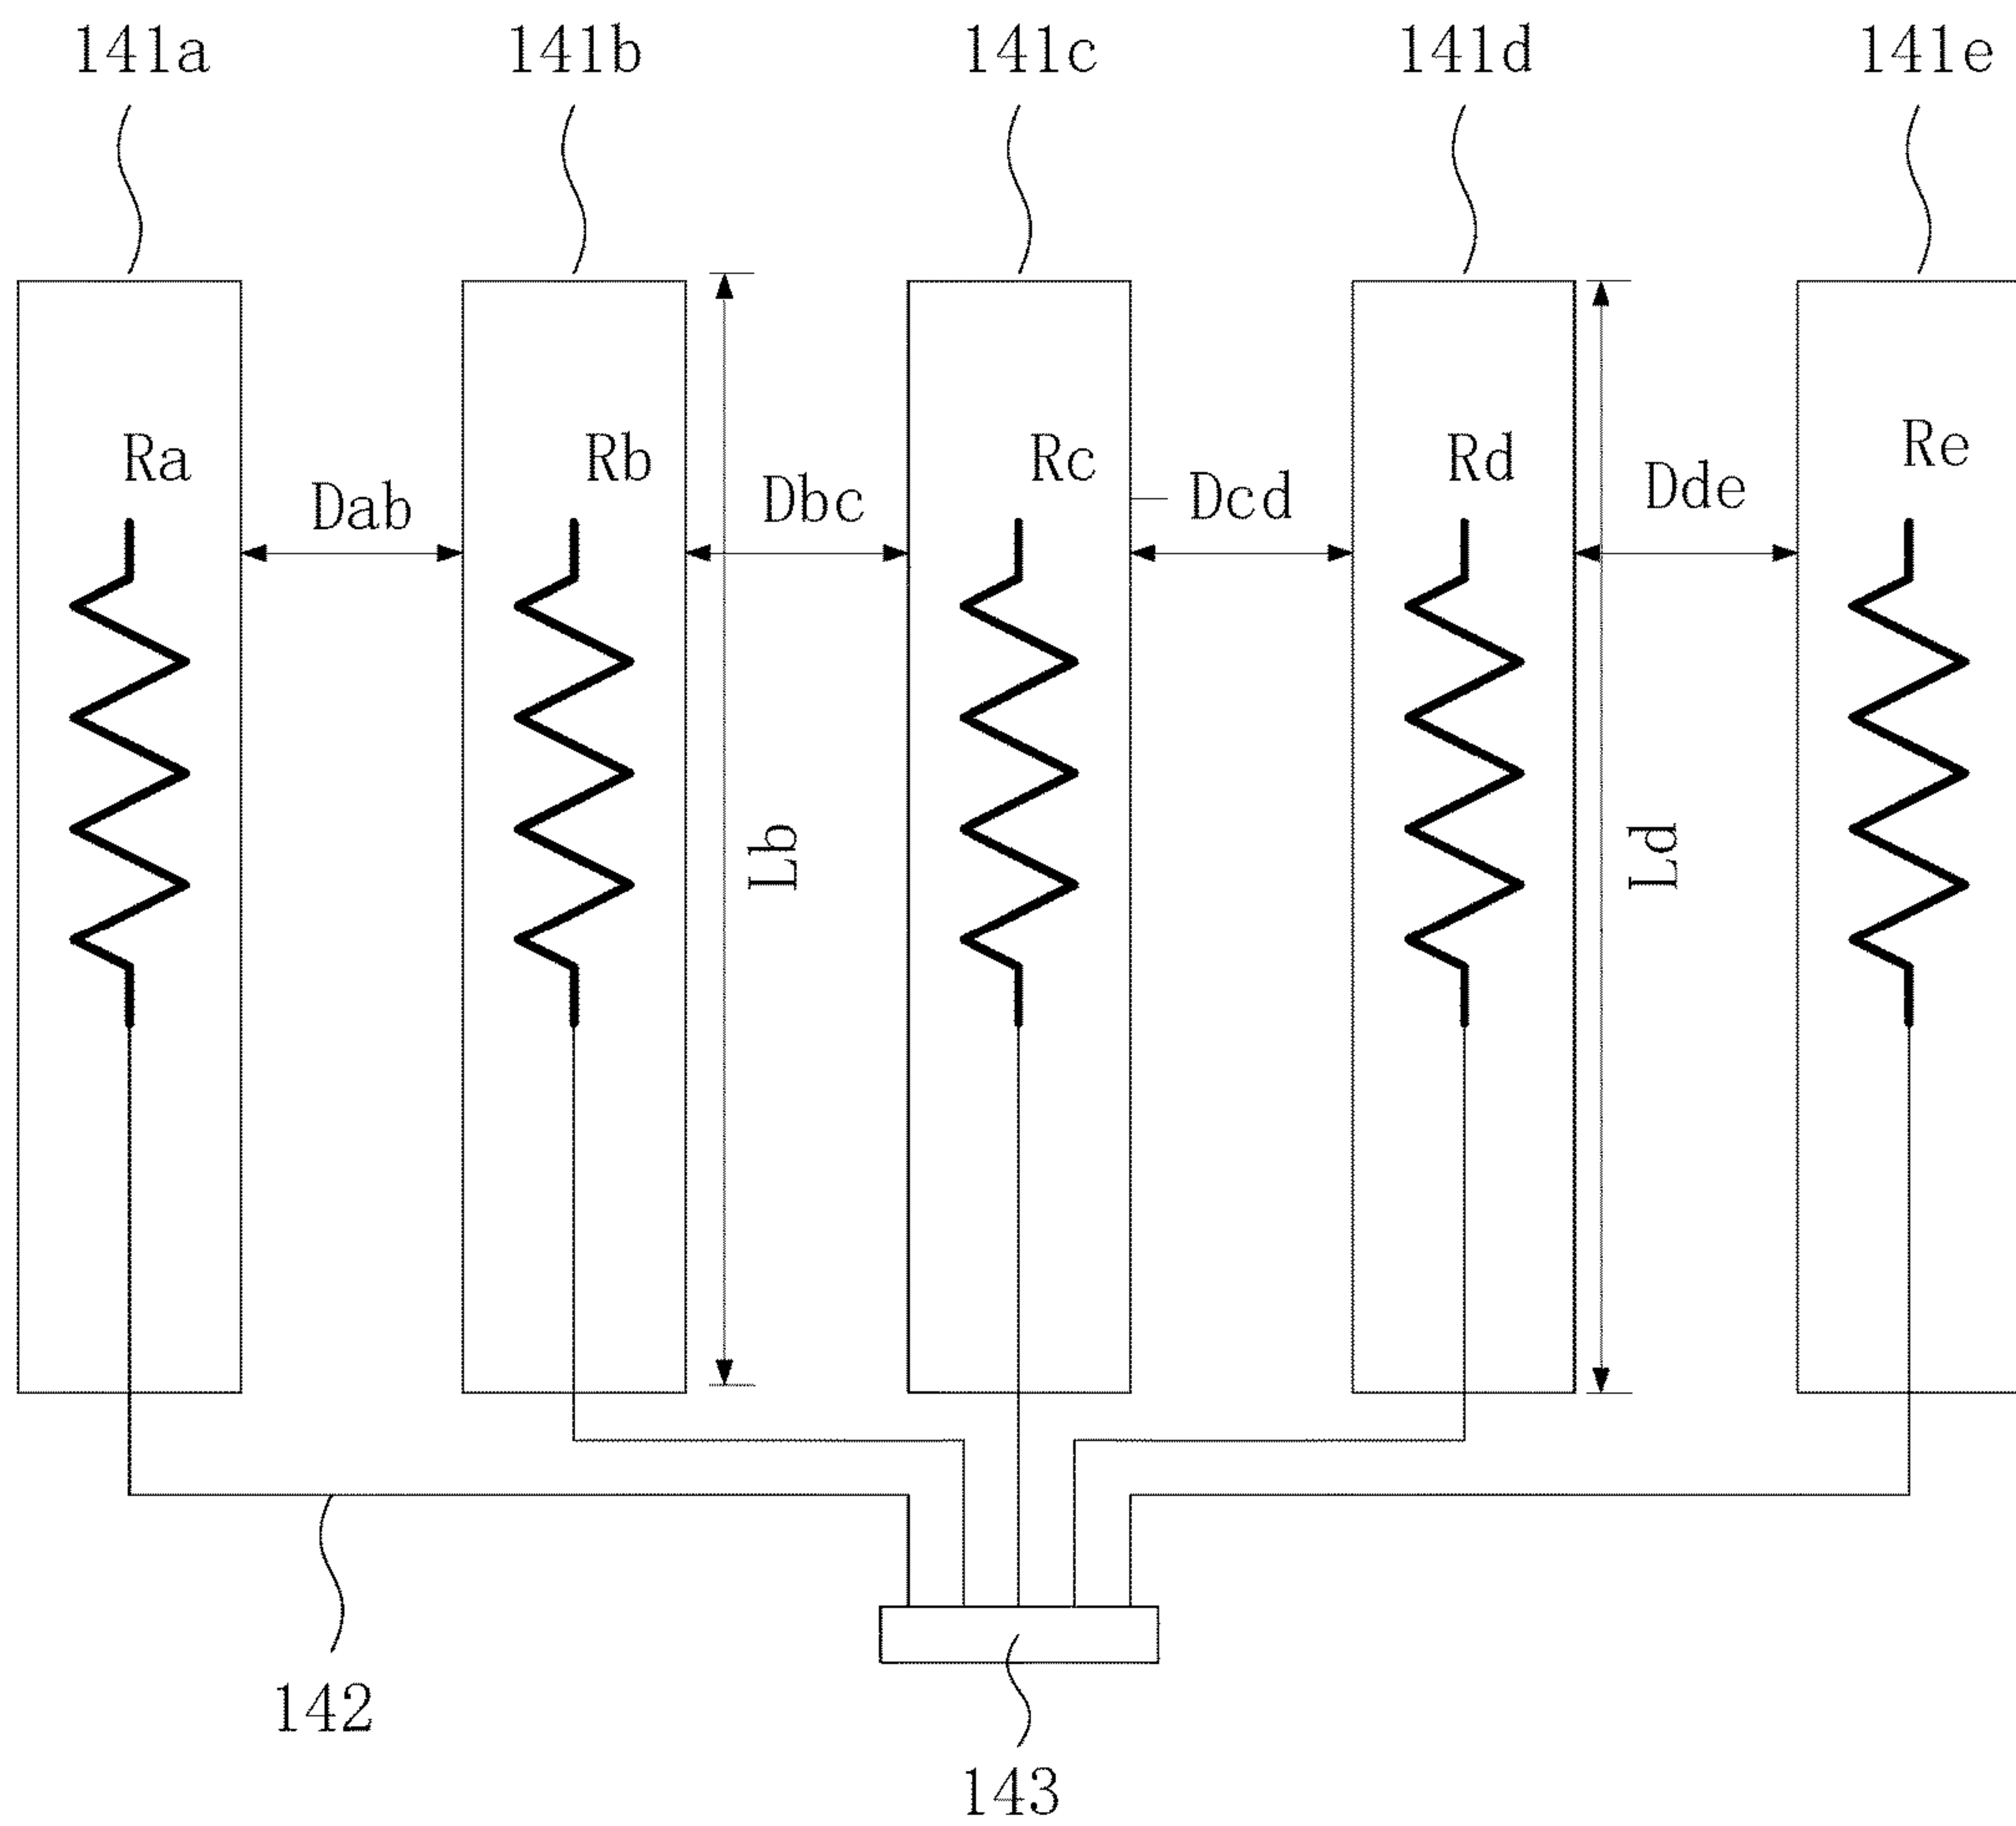 141a 141b 141c 141d 141e
Ra Rb Rc Rd Re
Dab Dbc Dcd Dde
Lb Ld
142
143